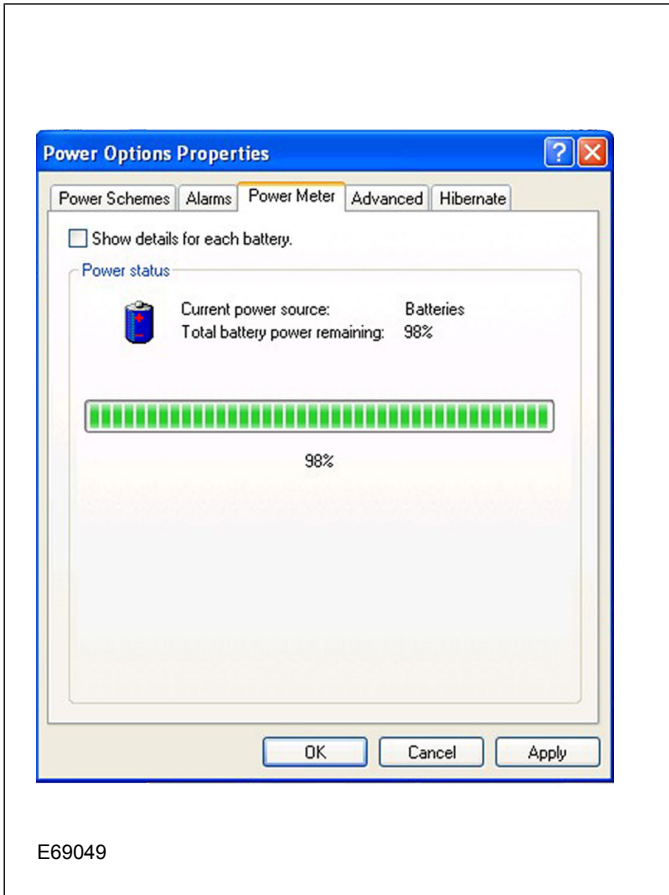 Power Options Properties
Power Schemes Alarms Power Meter Advanced Hibernate
Show details for each battery.
Power status
Current power source: Batteries
Total battery power remaining: 98%
98%
OK Cancel Apply
E69049